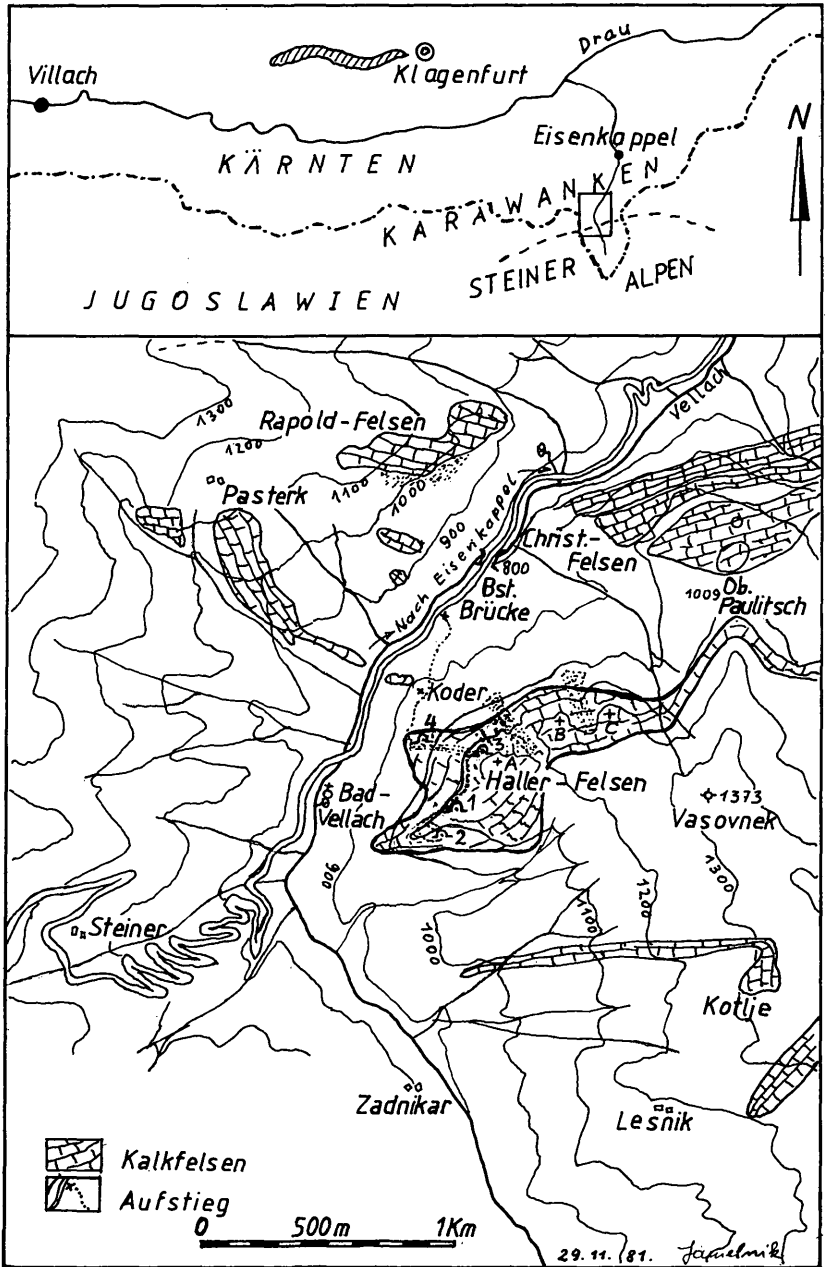 Drau
Villach
Klagenfurt
N
Eisenkappel
KÄRNTEN
KARAWANKEN
STEINER ALPEN
JUGOSLAWIEN
Vellach
1300
Rapold-Felsen
1200
Pasterk
1100
1000
900
Nach Eisenkappel
Christ.-
Felsen
800
Bst.
Brücke
1009 Ob.
Paulitsch
Koder
4
3
B
C
A
Haller-Felsen
Bad-
Vellach
1
2
1373
Vasovnek
900
1300
1200
1100
1000
Steiner
Kotlje
Zadnikar
Lesnik
Kalkfelsen
Aufstieg
0 500m 1Km
29.11.81.